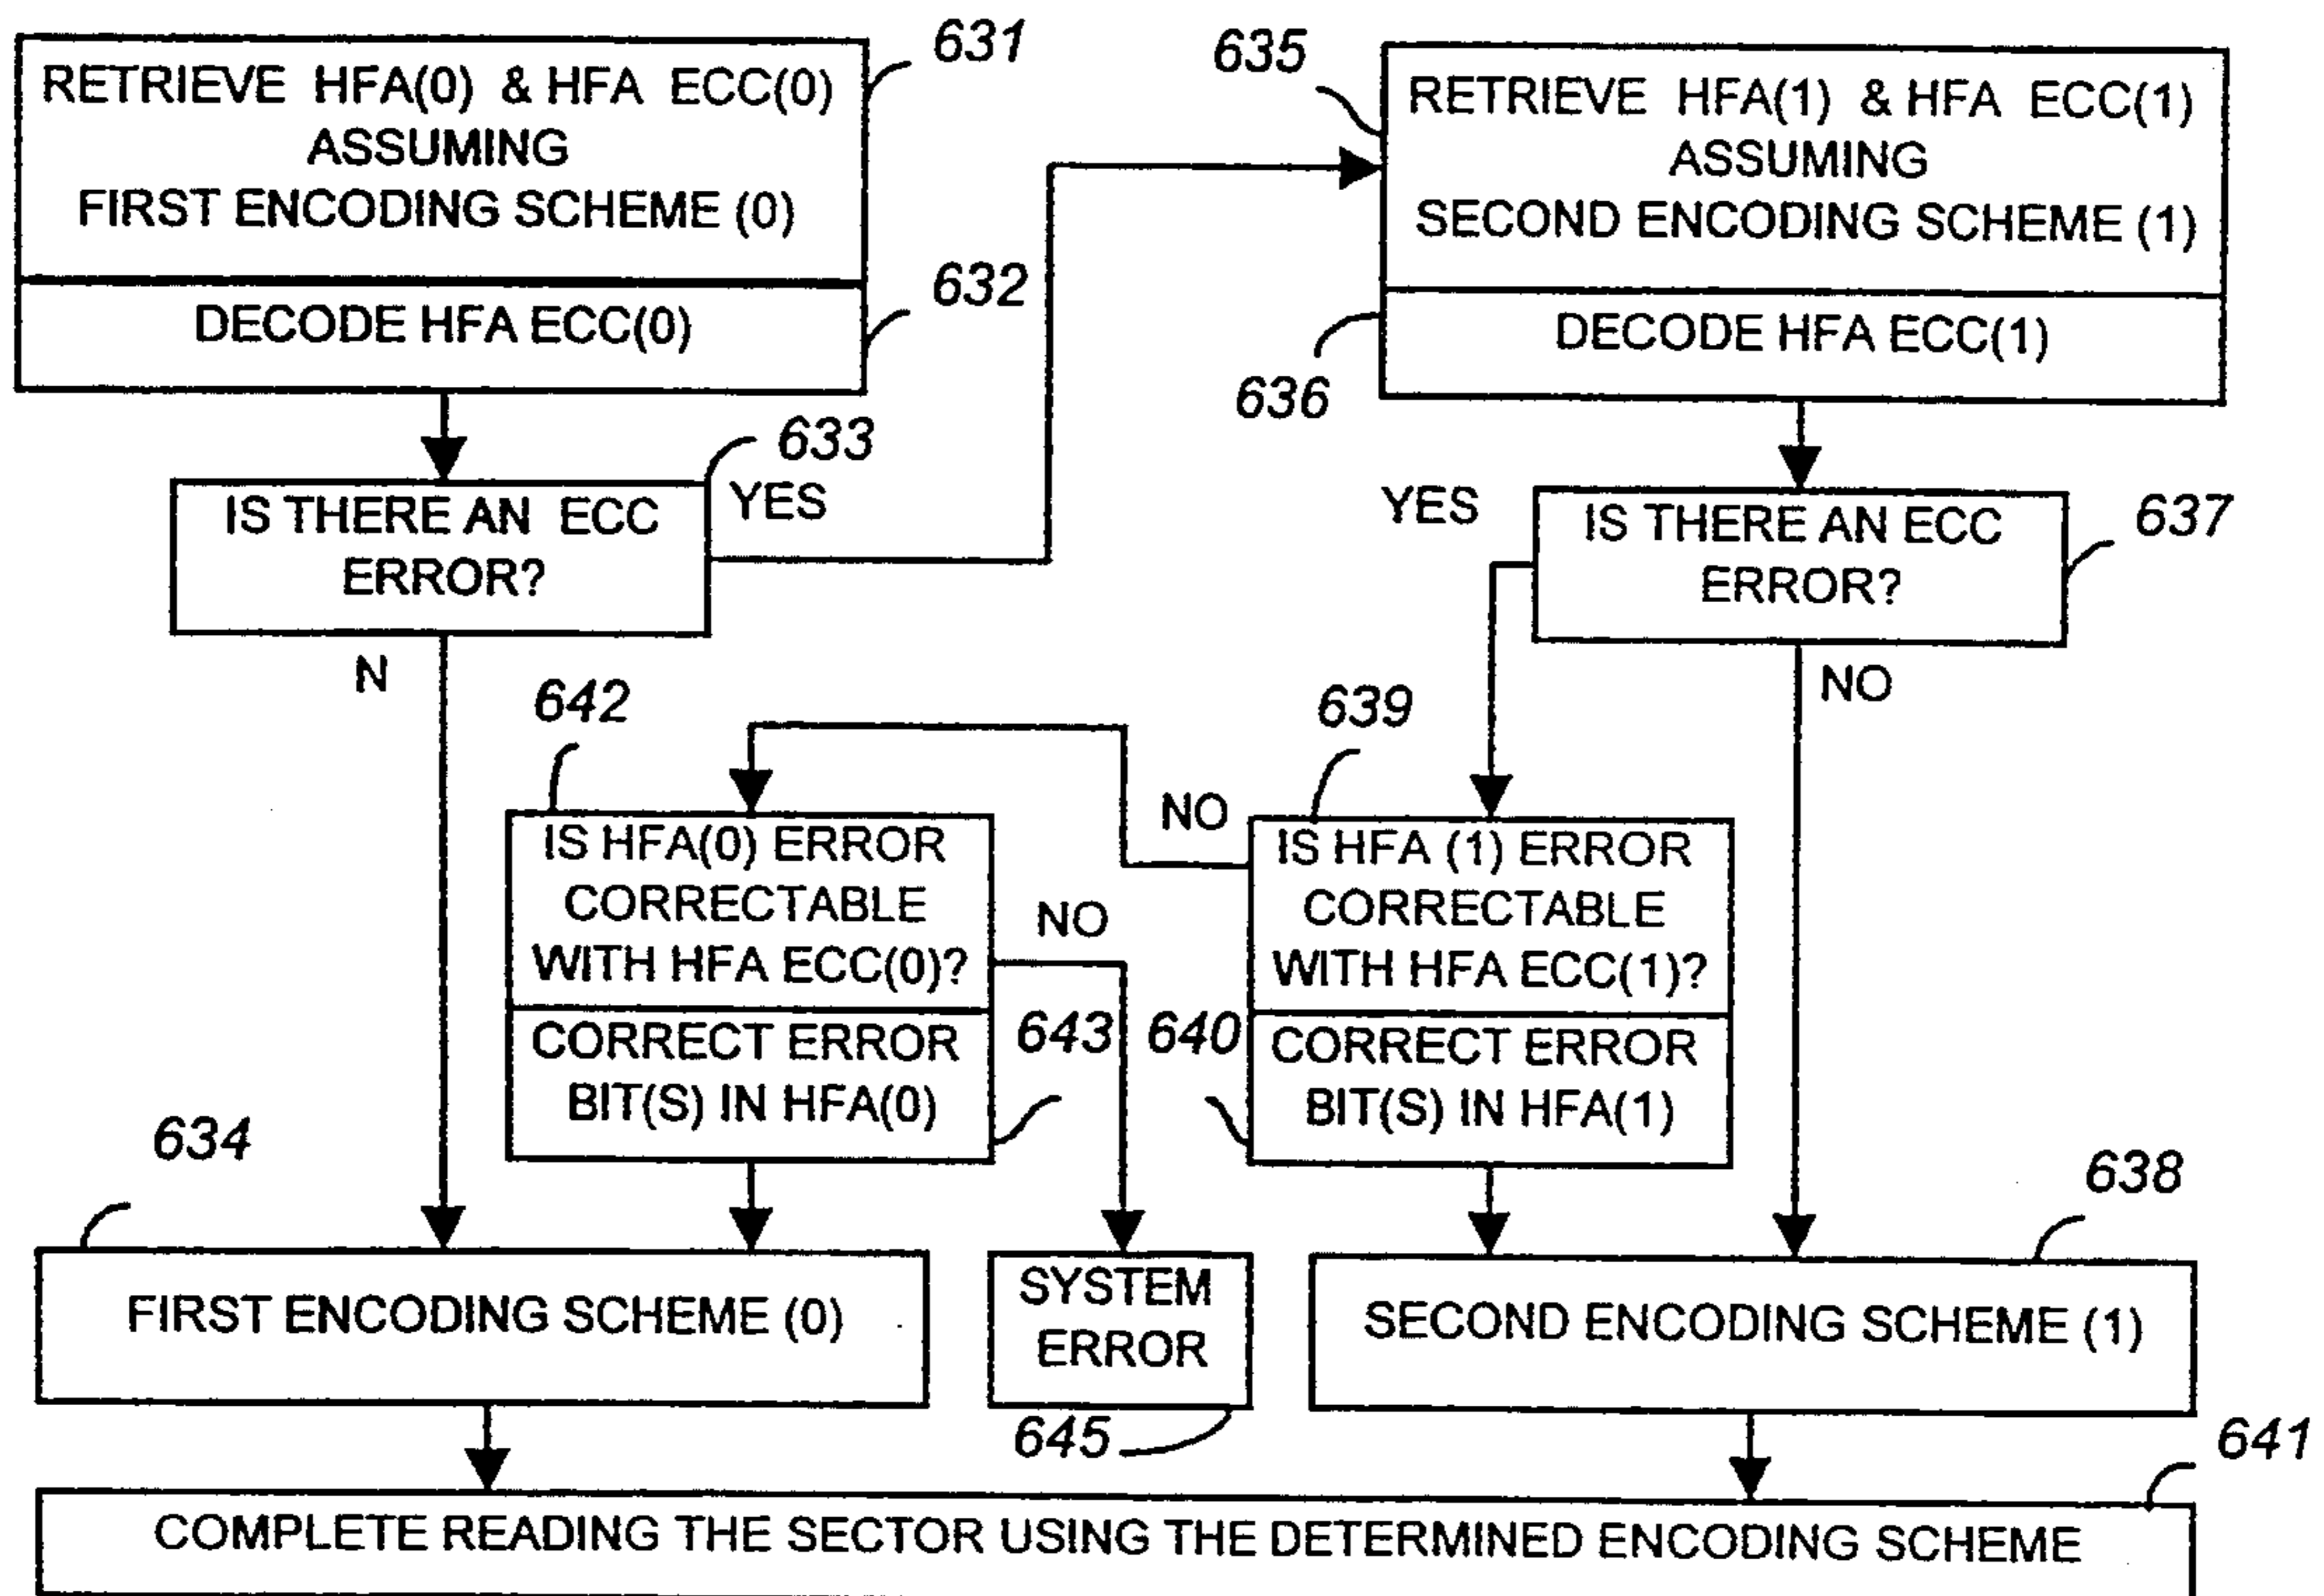 631
RETRIEVE HFA(0) & HFA ECC(0)
ASSUMING
FIRST ENCODING SCHEME (0)
632
DECODE HFA ECC(0)
635
RETRIEVE HFA(1) & HFA ECC(1)
ASSUMING
SECOND ENCODING SCHEME (1)
636
DECODE HFA ECC(1)
633
IS THERE AN ECC
ERROR?
YES
N
YES
IS THERE AN ECC
ERROR?
637
NO
642
IS HFA(0) ERROR
CORRECTABLE
WITH HFA ECC(0)?
NO
CORRECT ERROR
BIT(S) IN HFA(0)
643
639
NO
IS HFA (1) ERROR
CORRECTABLE
WITH HFA ECC(1)?
640
CORRECT ERROR
BIT(S) IN HFA(1)
634
FIRST ENCODING SCHEME (0)
SYSTEM
ERROR
645
638
SECOND ENCODING SCHEME (1)
641
COMPLETE READING THE SECTOR USING THE DETERMINED ENCODING SCHEME